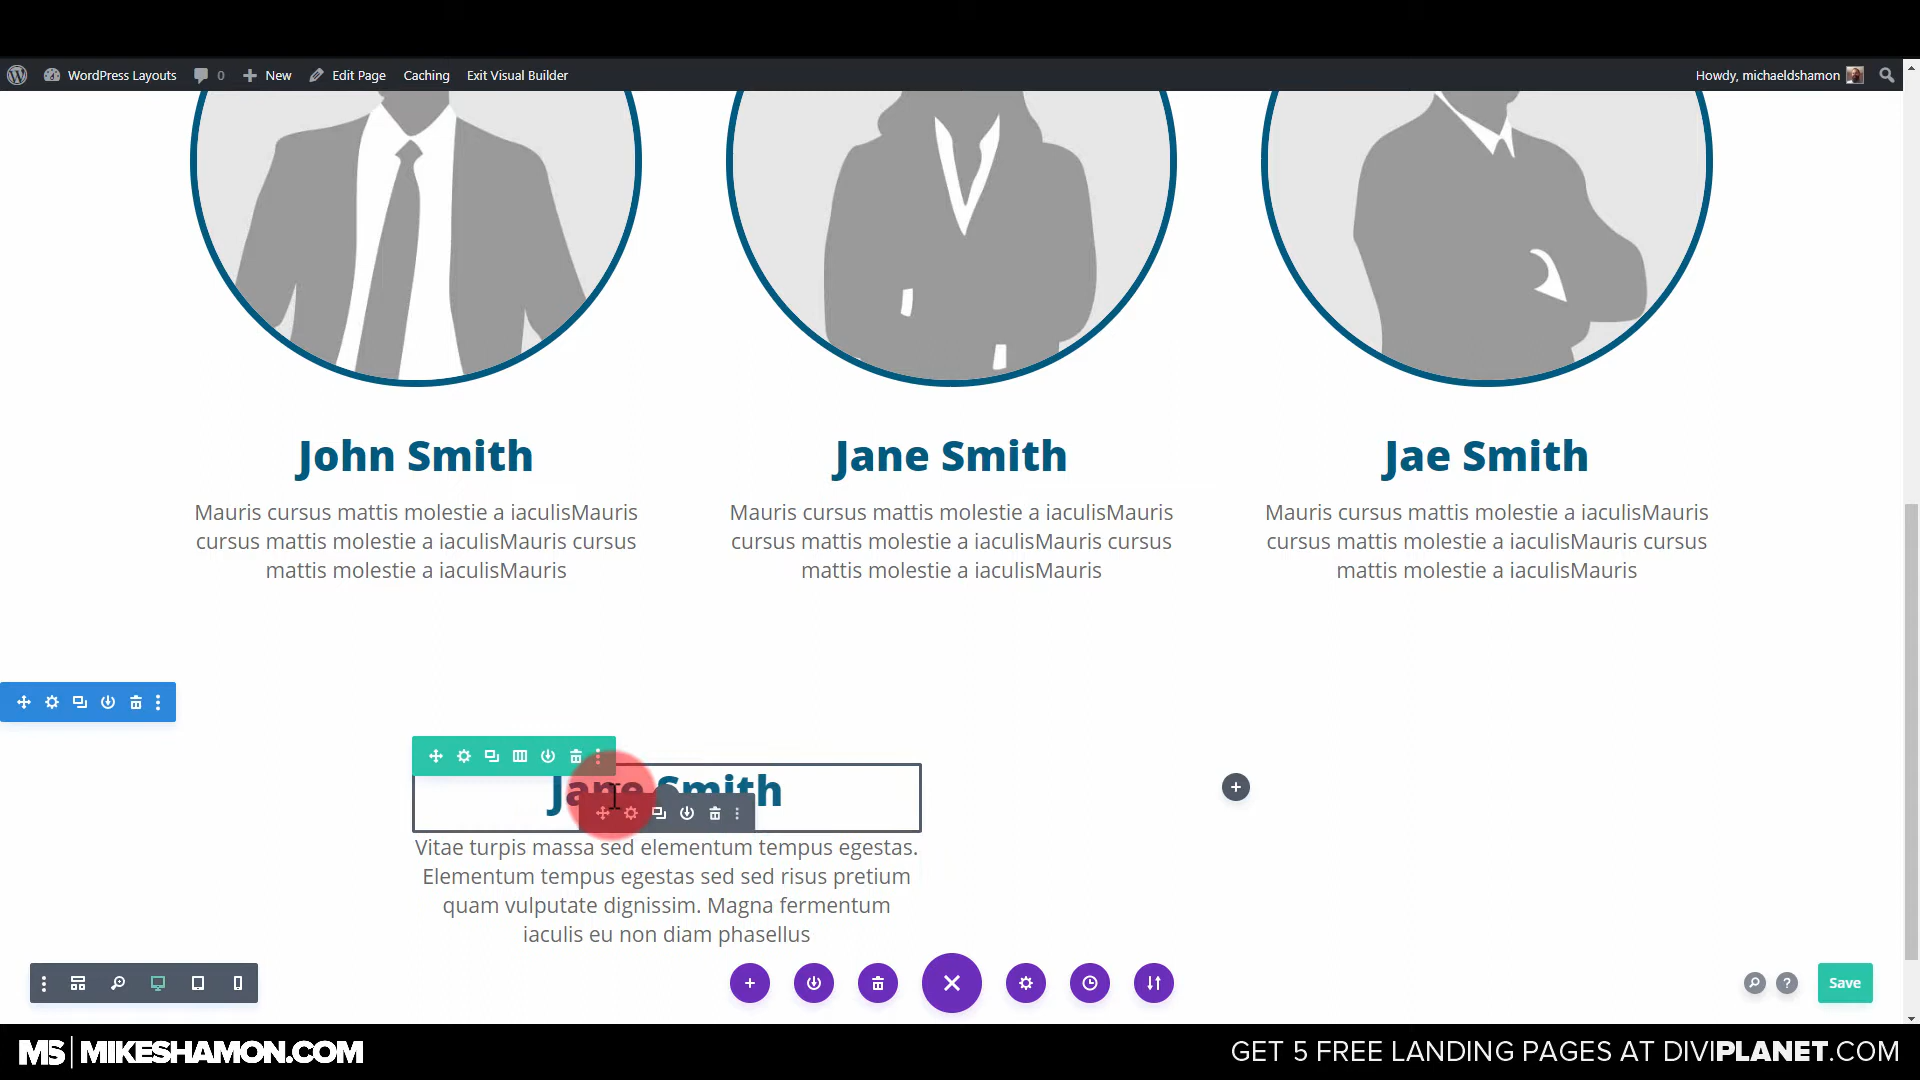 WordPress Layouts 0 New Edit Page Caching Exit Visual Builder Howdy, michaeldshamon
John Smith
Mauris cursus mattis molestie a iaculisMauris
cursus mattis molestie a iaculisMauris cursus
mattis molestie a iaculisMauris
Jane Smith
Mauris cursus mattis molestie a iaculisMauris
cursus mattis molestie a iaculisMauris cursus
mattis molestie a iaculisMauris
Jae Smith
Mauris cursus mattis molestie a iaculisMauris
cursus mattis molestie a iaculisMauris cursus
mattis molestie a iaculisMauris
Jane Smith
Vitae turpis massa sed elementum tempus egestas.
Elementum tempus egestas sed sed risus pretium
quam vulputate dignissim. Magna fermentum
iaculis eu non diam phasellus
? Save
MS MIKESHAMON.COM
GET 5 FREE LANDING PAGES AT DIVIPLANET.COM